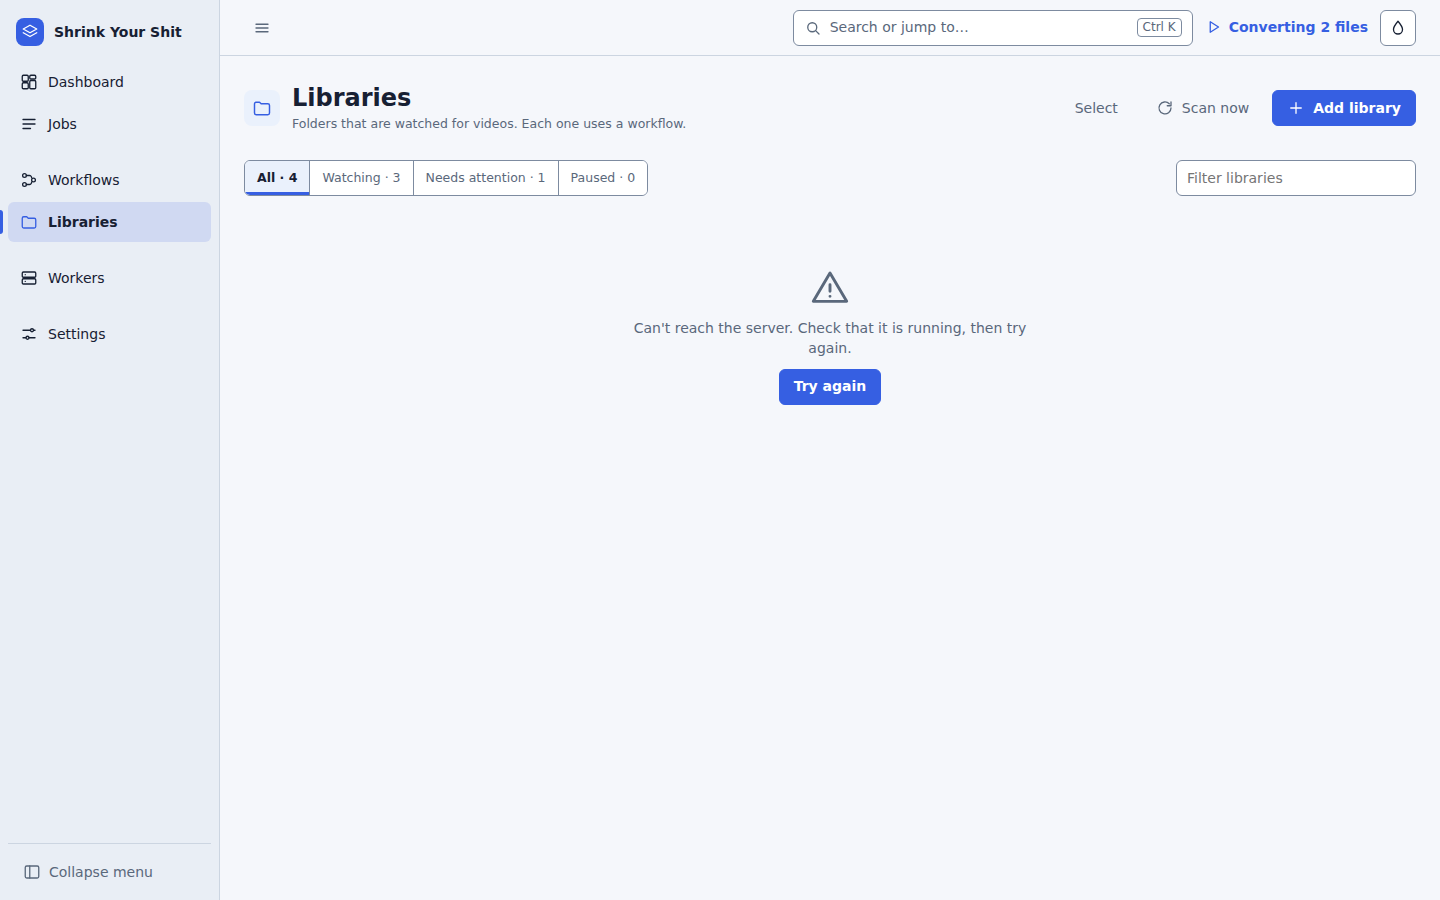 Shrink Your Shit
Search or jump to…
Ctrl K
Converting 2 files
Dashboard
Jobs
Workflows
Libraries
Workers
Settings
Collapse menu
Libraries
Folders that are watched for videos. Each one uses a workflow.
Select
Scan now
Add library
All · 4
Watching · 3
Needs attention · 1
Paused · 0
Filter libraries
Can't reach the server. Check that it is running, then try
again.
Try again